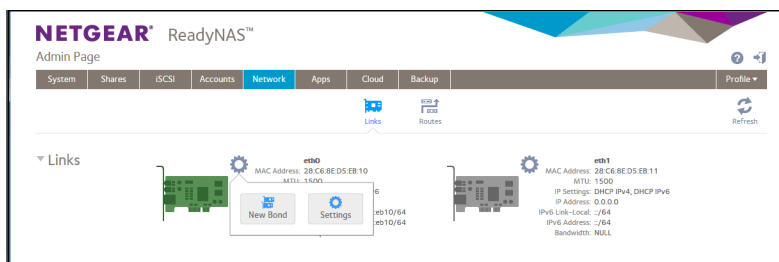 NETGEAR® ReadyNAS™
Admin Page
System Shares iSCSI Accounts Network Apps Cloud Backup Profile ▾
Links Routes Refresh
Links
eth0
MAC Address: 28:C6:8E:D5:EB:10
MTU: 1500
New Bond Settings
:eb10/64
:eb10/64
eth1
MAC Address: 28:C6:8E:D5:EB:11
MTU: 1500
IP Settings: DHCP IPv4, DHCP IPv6
IP Address: 0.0.0.0
IPv6 Link-Local: ::/64
IPv6 Address: ::/64
Bandwidth: NULL